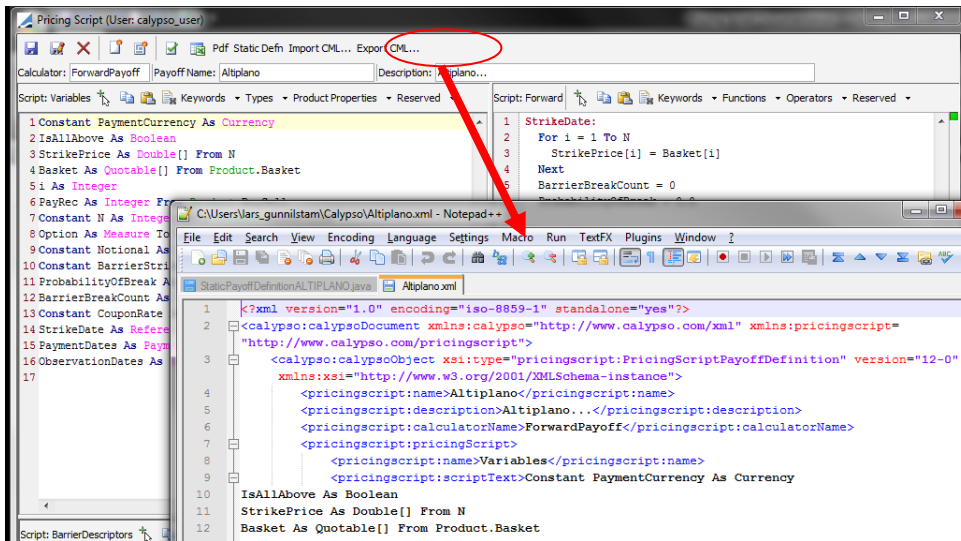 Pricing Script (User: calypso_user)
Pdf Static Defn Import CML... Export CML...
Calculator: ForwardPayoff Payoff Name: Altiplano Description: Altiplano...
Script: Variables Keywords Types Product Properties Reserved
1 Constant PaymentCurrency As Currency
2 IsAllAbove As Boolean
3 StrikePrice As Double[] From N
4 Basket As Quotable[] From Product.Basket
5 i As Integer
6 PayRec As Integer
7 Constant N As Intege
8 Option As Measure To
9 Constant Notional As
10 Constant BarrierStri
11 ProbabilityOfBreak A
12 BarrierBreakCount As
13 Constant CouponRate
14 StrikeDate As Refere
15 PaymentDates As Paym
16 ObservationDates As
17
Script: BarrierDescriptors
Script: Forward Keywords Functions Operators Reserved
1 StrikeDate:
2 For i = 1 To N
3 StrikePrice[i] = Basket[i]
4 Next
5 BarrierBreakCount = 0
C:\Users\lars_gunnilstam\Calypso\Altiplano.xml - Notepad++
File Edit Search View Encoding Language Settings Macro Run TextFX Plugins Window ?
StaticPayoffDefinitionALTIPLANO.java Altiplano.xml
1 <?xml version="1.0" encoding="iso-8859-1" standalone="yes"?>
2 <calypso:calypsoDocument xmlns:calypso="http://www.calypso.com/xml" xmlns:pricingscript=
"http://www.calypso.com/pricingscript">
3 <calypso:calypsoObject xsi:type="pricingscript:PricingScriptPayoffDefinition" version="12-0"
xmlns:xsi="http://www.w3.org/2001/XMLSchema-instance">
4 <pricingscript:name>Altiplano</pricingscript:name>
5 <pricingscript:description>Altiplano...</pricingscript:description>
6 <pricingscript:calculatorName>ForwardPayoff</pricingscript:calculatorName>
7 <pricingscript:pricingScript>
8 <pricingscript:name>Variables</pricingscript:name>
9 <pricingscript:scriptText>Constant PaymentCurrency As Currency
10 IsAllAbove As Boolean
11 StrikePrice As Double[] From N
12 Basket As Quotable[] From Product.Basket